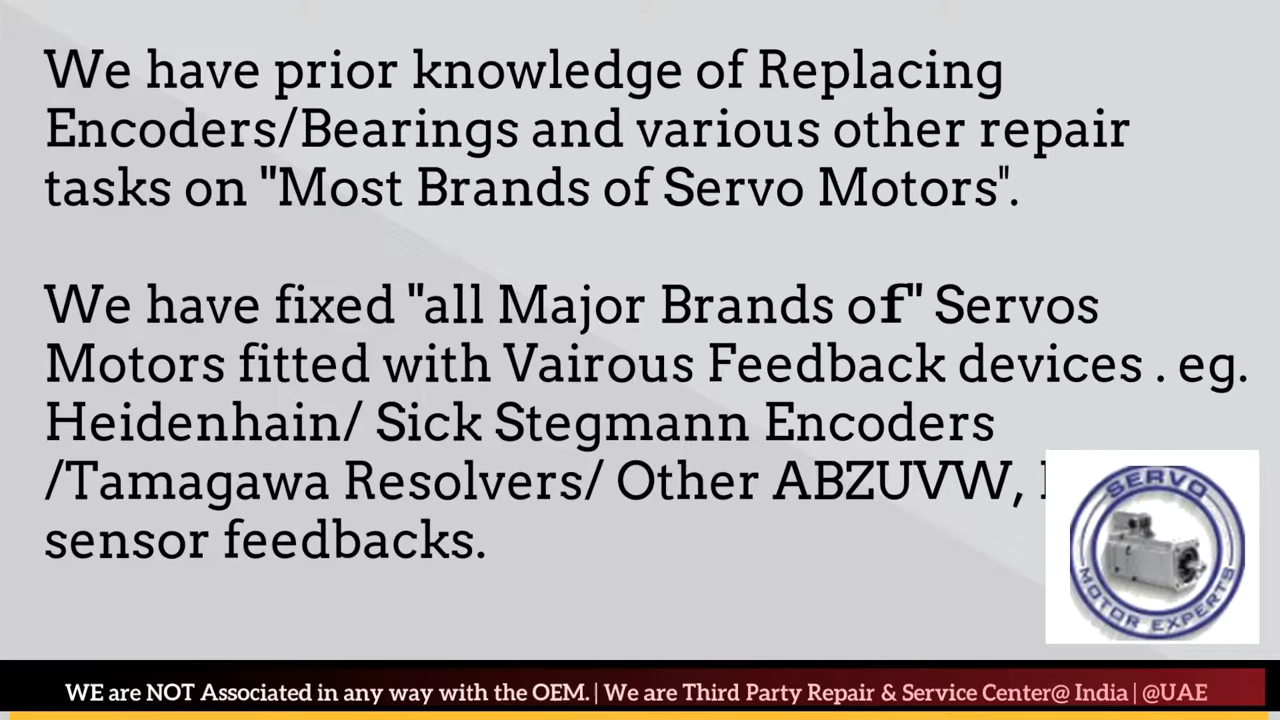 We have prior knowledge of Replacing
Encoders/Bearings and various other repair
tasks on "Most Brands of Servo Motors".
We have fixed "all Major Brands of" Servos
Motors fitted with Vairous Feedback devices . eg.
Heidenhain/ Sick Stegmann Encoders
/Tamagawa Resolvers/ Other ABZUVW,
sensor feedbacks.
SERVO
MOTOR EXPERTS
WE are NOT Associated in any way with the OEM. | We are Third Party Repair & Service Center@ India | @UAE